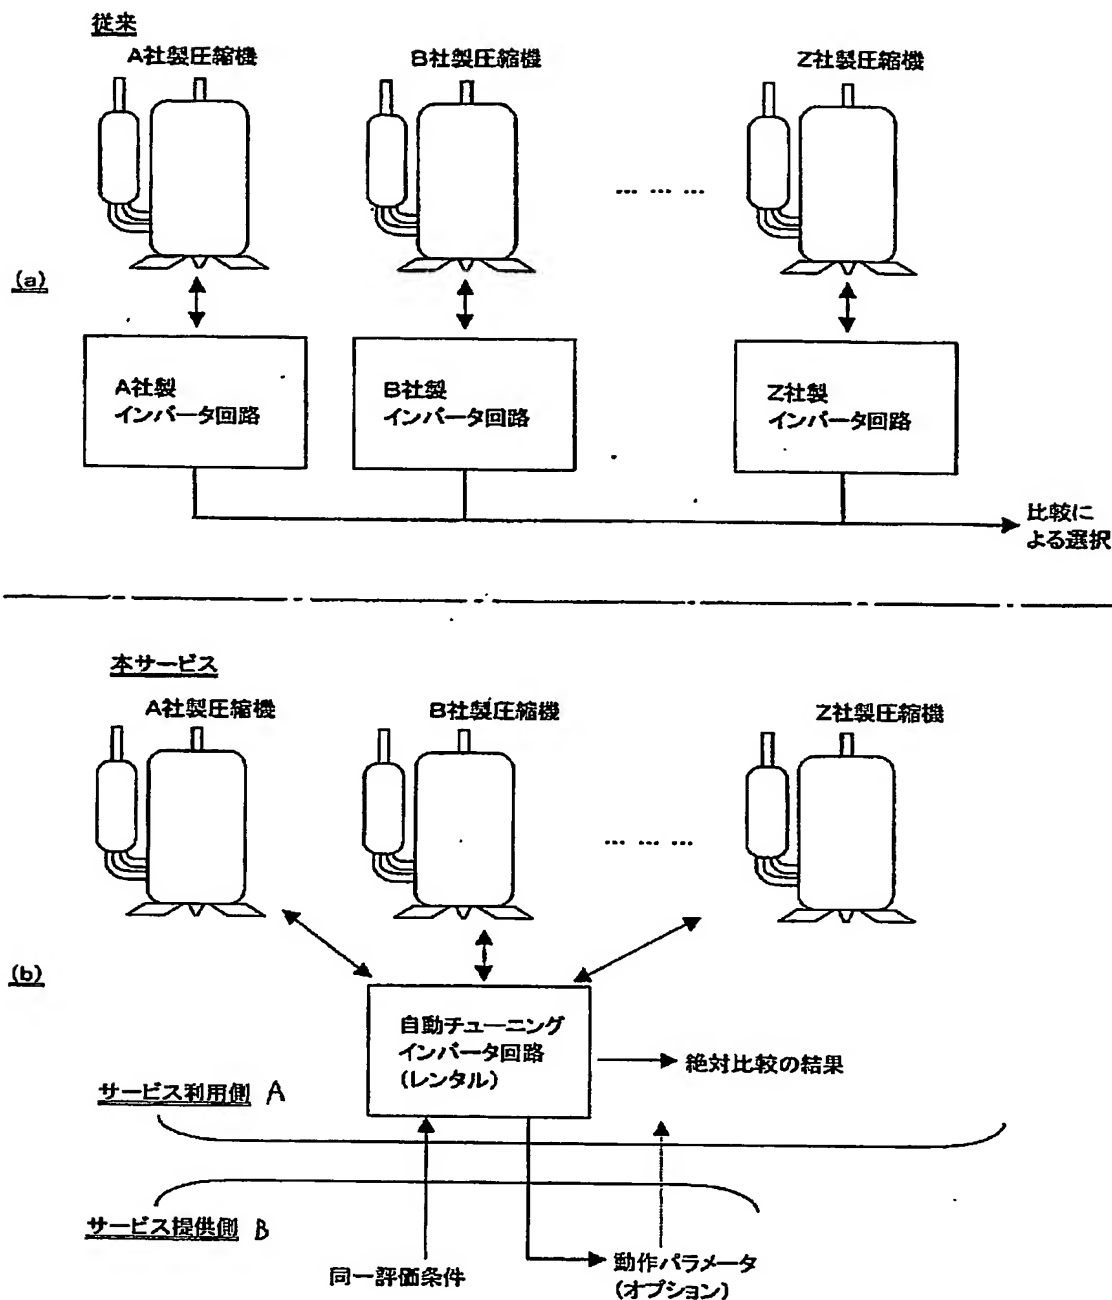 従来
A社製圧縮機
B社製圧縮機
Z社製圧縮機
… … …
(a)
A社製
インバータ回路
B社製
インバータ回路
Z社製
インバータ回路
比較に
よる選択
本サービス
A社製圧縮機
B社製圧縮機
Z社製圧縮機
… … …
(b)
自動チューニング
インバータ回路
(レンタル)
絶対比較の結果
サービス利用側 A
サービス提供側 B
同一評価条件
動作パラメータ
(オプション)